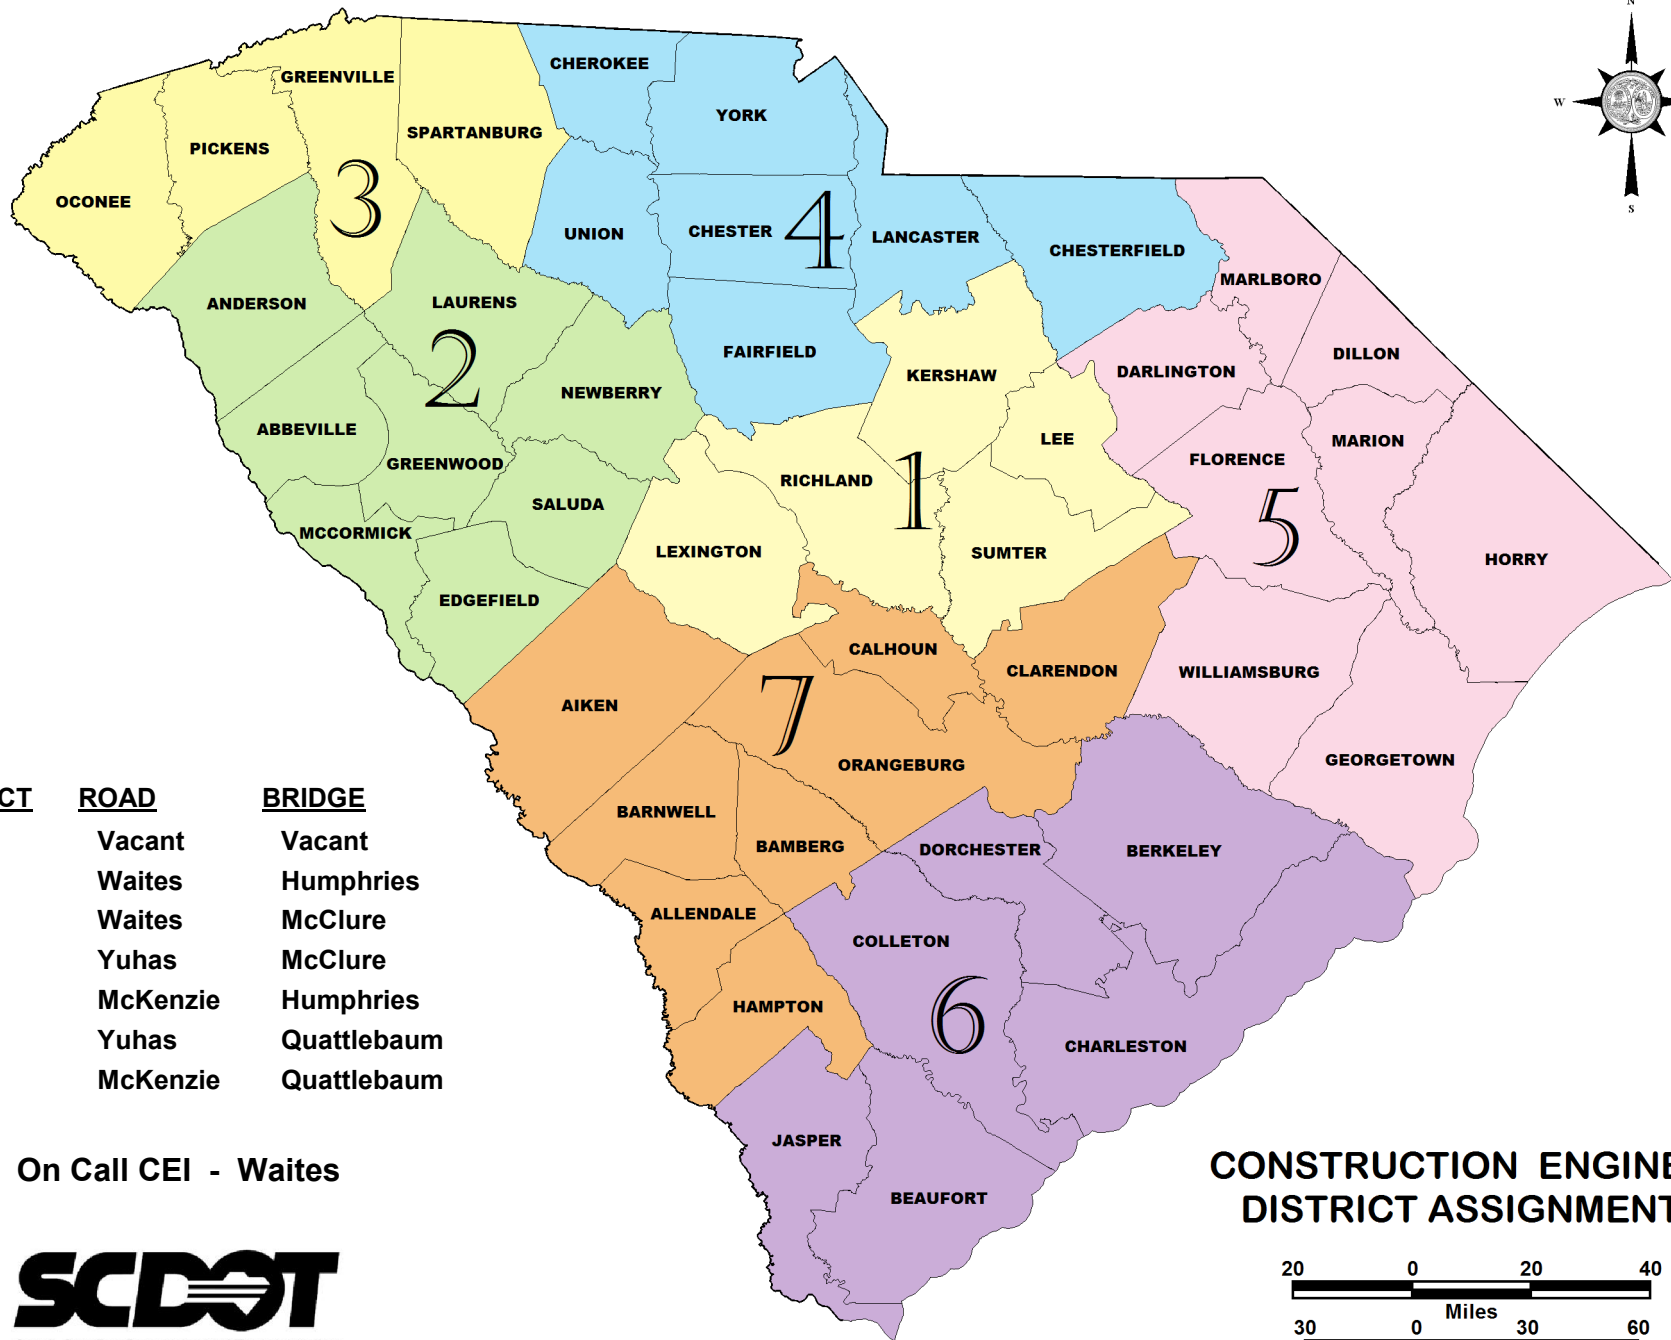 N
W
S
CHEROKEE
GREENVILLE
YORK
SPARTANBURG
PICKENS
OCONEE
3
UNION
CHESTER
4
LANCASTER
CHESTERFIELD
MARLBORO
ANDERSON
LAURENS
2
FAIRFIELD
DILLON
KERSHAW
DARLINGTON
NEWBERRY
ABBEVILLE
LEE
MARION
GREENWOOD
FLORENCE
RICHLAND
1
SALUDA
5
MCCORMICK
LEXINGTON
SUMTER
HORRY
EDGEFIELD
CALHOUN
CLARENDON
WILLIAMSBURG
AIKEN
7
ORANGEBURG
GEORGETOWN
BARNWELL
BAMBERG
DORCHESTER
BERKELEY
ALLENDALE
COLLETON
HAMPTON
6
CHARLESTON
JASPER
BEAUFORT
CT ROAD BRIDGE
Vacant Vacant
Waites Humphries
Waites McClure
Yuhas McClure
McKenzie Humphries
Yuhas Quattlebaum
McKenzie Quattlebaum
On Call CEI - Waites
SCDOT
CONSTRUCTION ENGINE
DISTRICT ASSIGNMENT
20 0 20 40
Miles
30 0 30 60